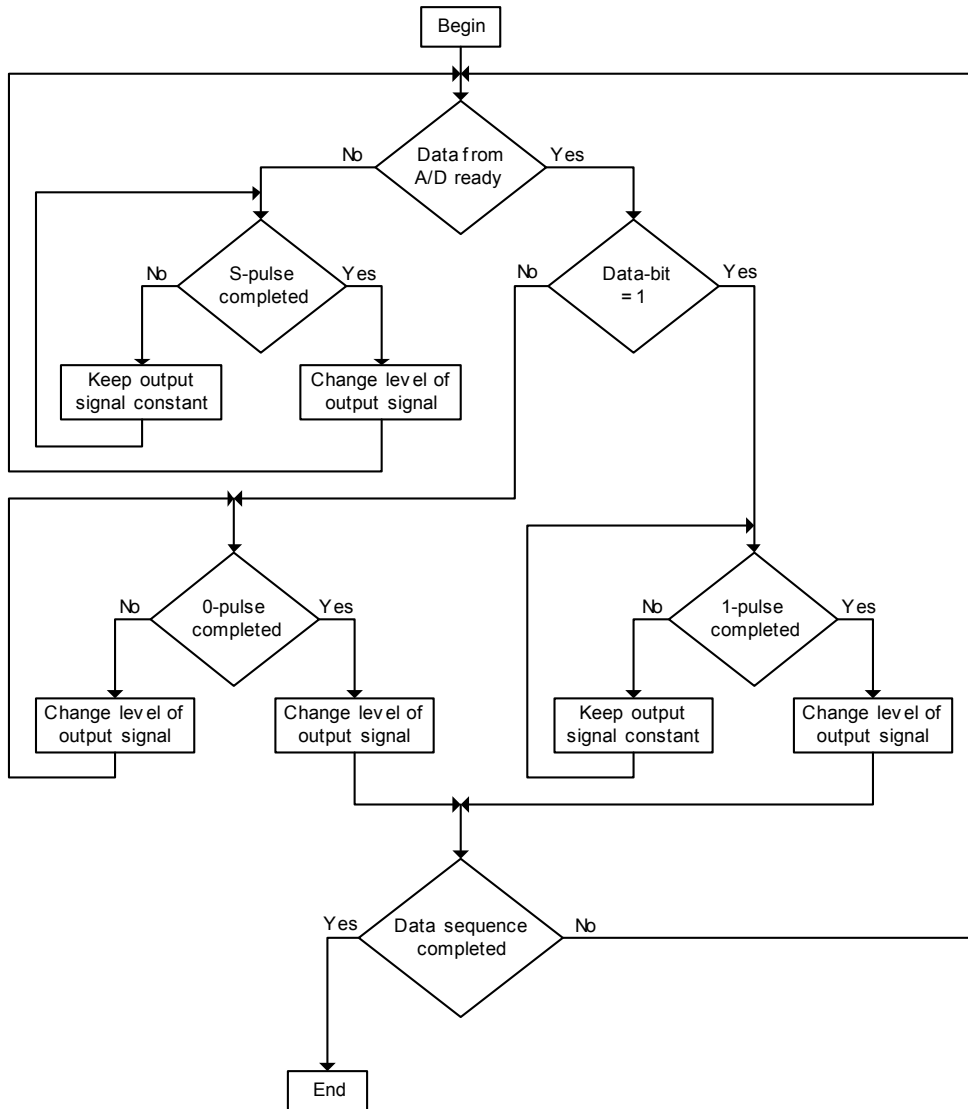 Begin
No
Data from
A/D ready
Yes
No
S-pulse
completed
Yes
No
Data-bit
= 1
Yes
Keep output
signal constant
Change level of
output signal
No
0-pulse
completed
Yes
No
1-pulse
completed
Yes
Change level of
output signal
Change level of
output signal
Keep output
signal constant
Change level of
output signal
Yes
Data sequence
completed
No
End